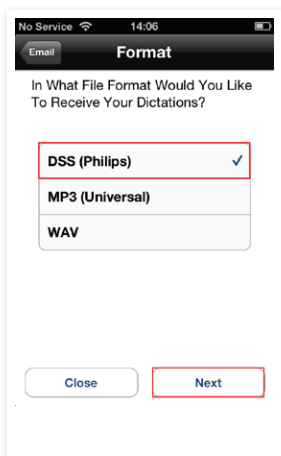 No Service 14:06
Email Format
In What File Format Would You Like
To Receive Your Dictations?
DSS (Philips)
MP3 (Universal)
WAV
Close Next